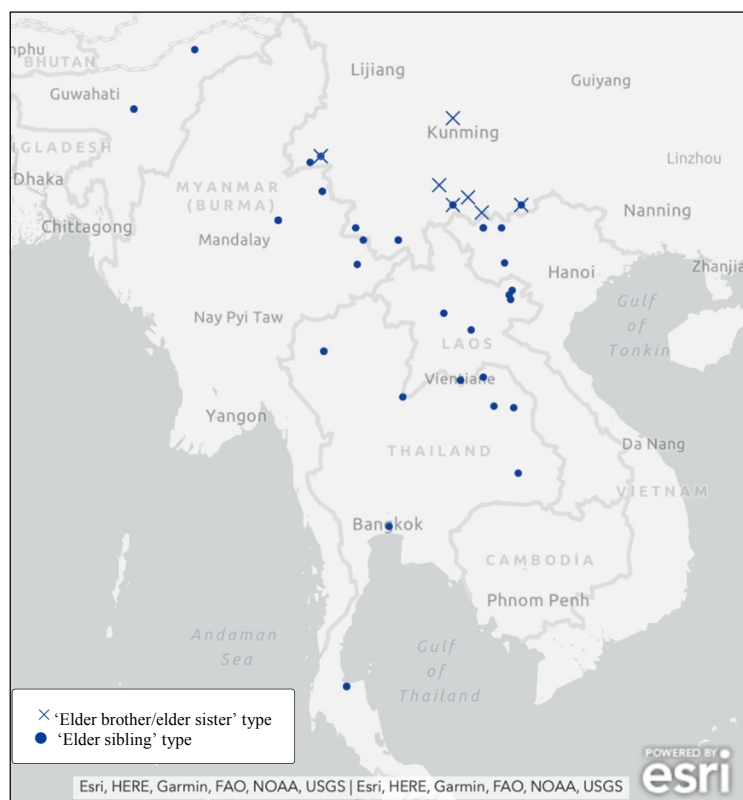 nphu
BHUTAN
Lijiang
Guiyang
Guwahati
Kunming
NGLADESH
Linzhou
Dhaka
MYANMAR
(BURMA)
Nanning
Chittagong
Mandalay
Hanoi
Zhanjia
Gulf
of
Tonkin
Nay Pyi Taw
LAOS
Vientiane
Yangon
Da Nang
THAILAND
VIETNAM
Bangkok
CAMBODIA
Phnom Penh
Andaman
Sea
Gulf
of
Thailand
‘Elder brother/elder sister’ type
‘Elder sibling’ type
POWERED BY
esri
Esri, HERE, Garmin, FAO, NOAA, USGS | Esri, HERE, Garmin, FAO, NOAA, USGS